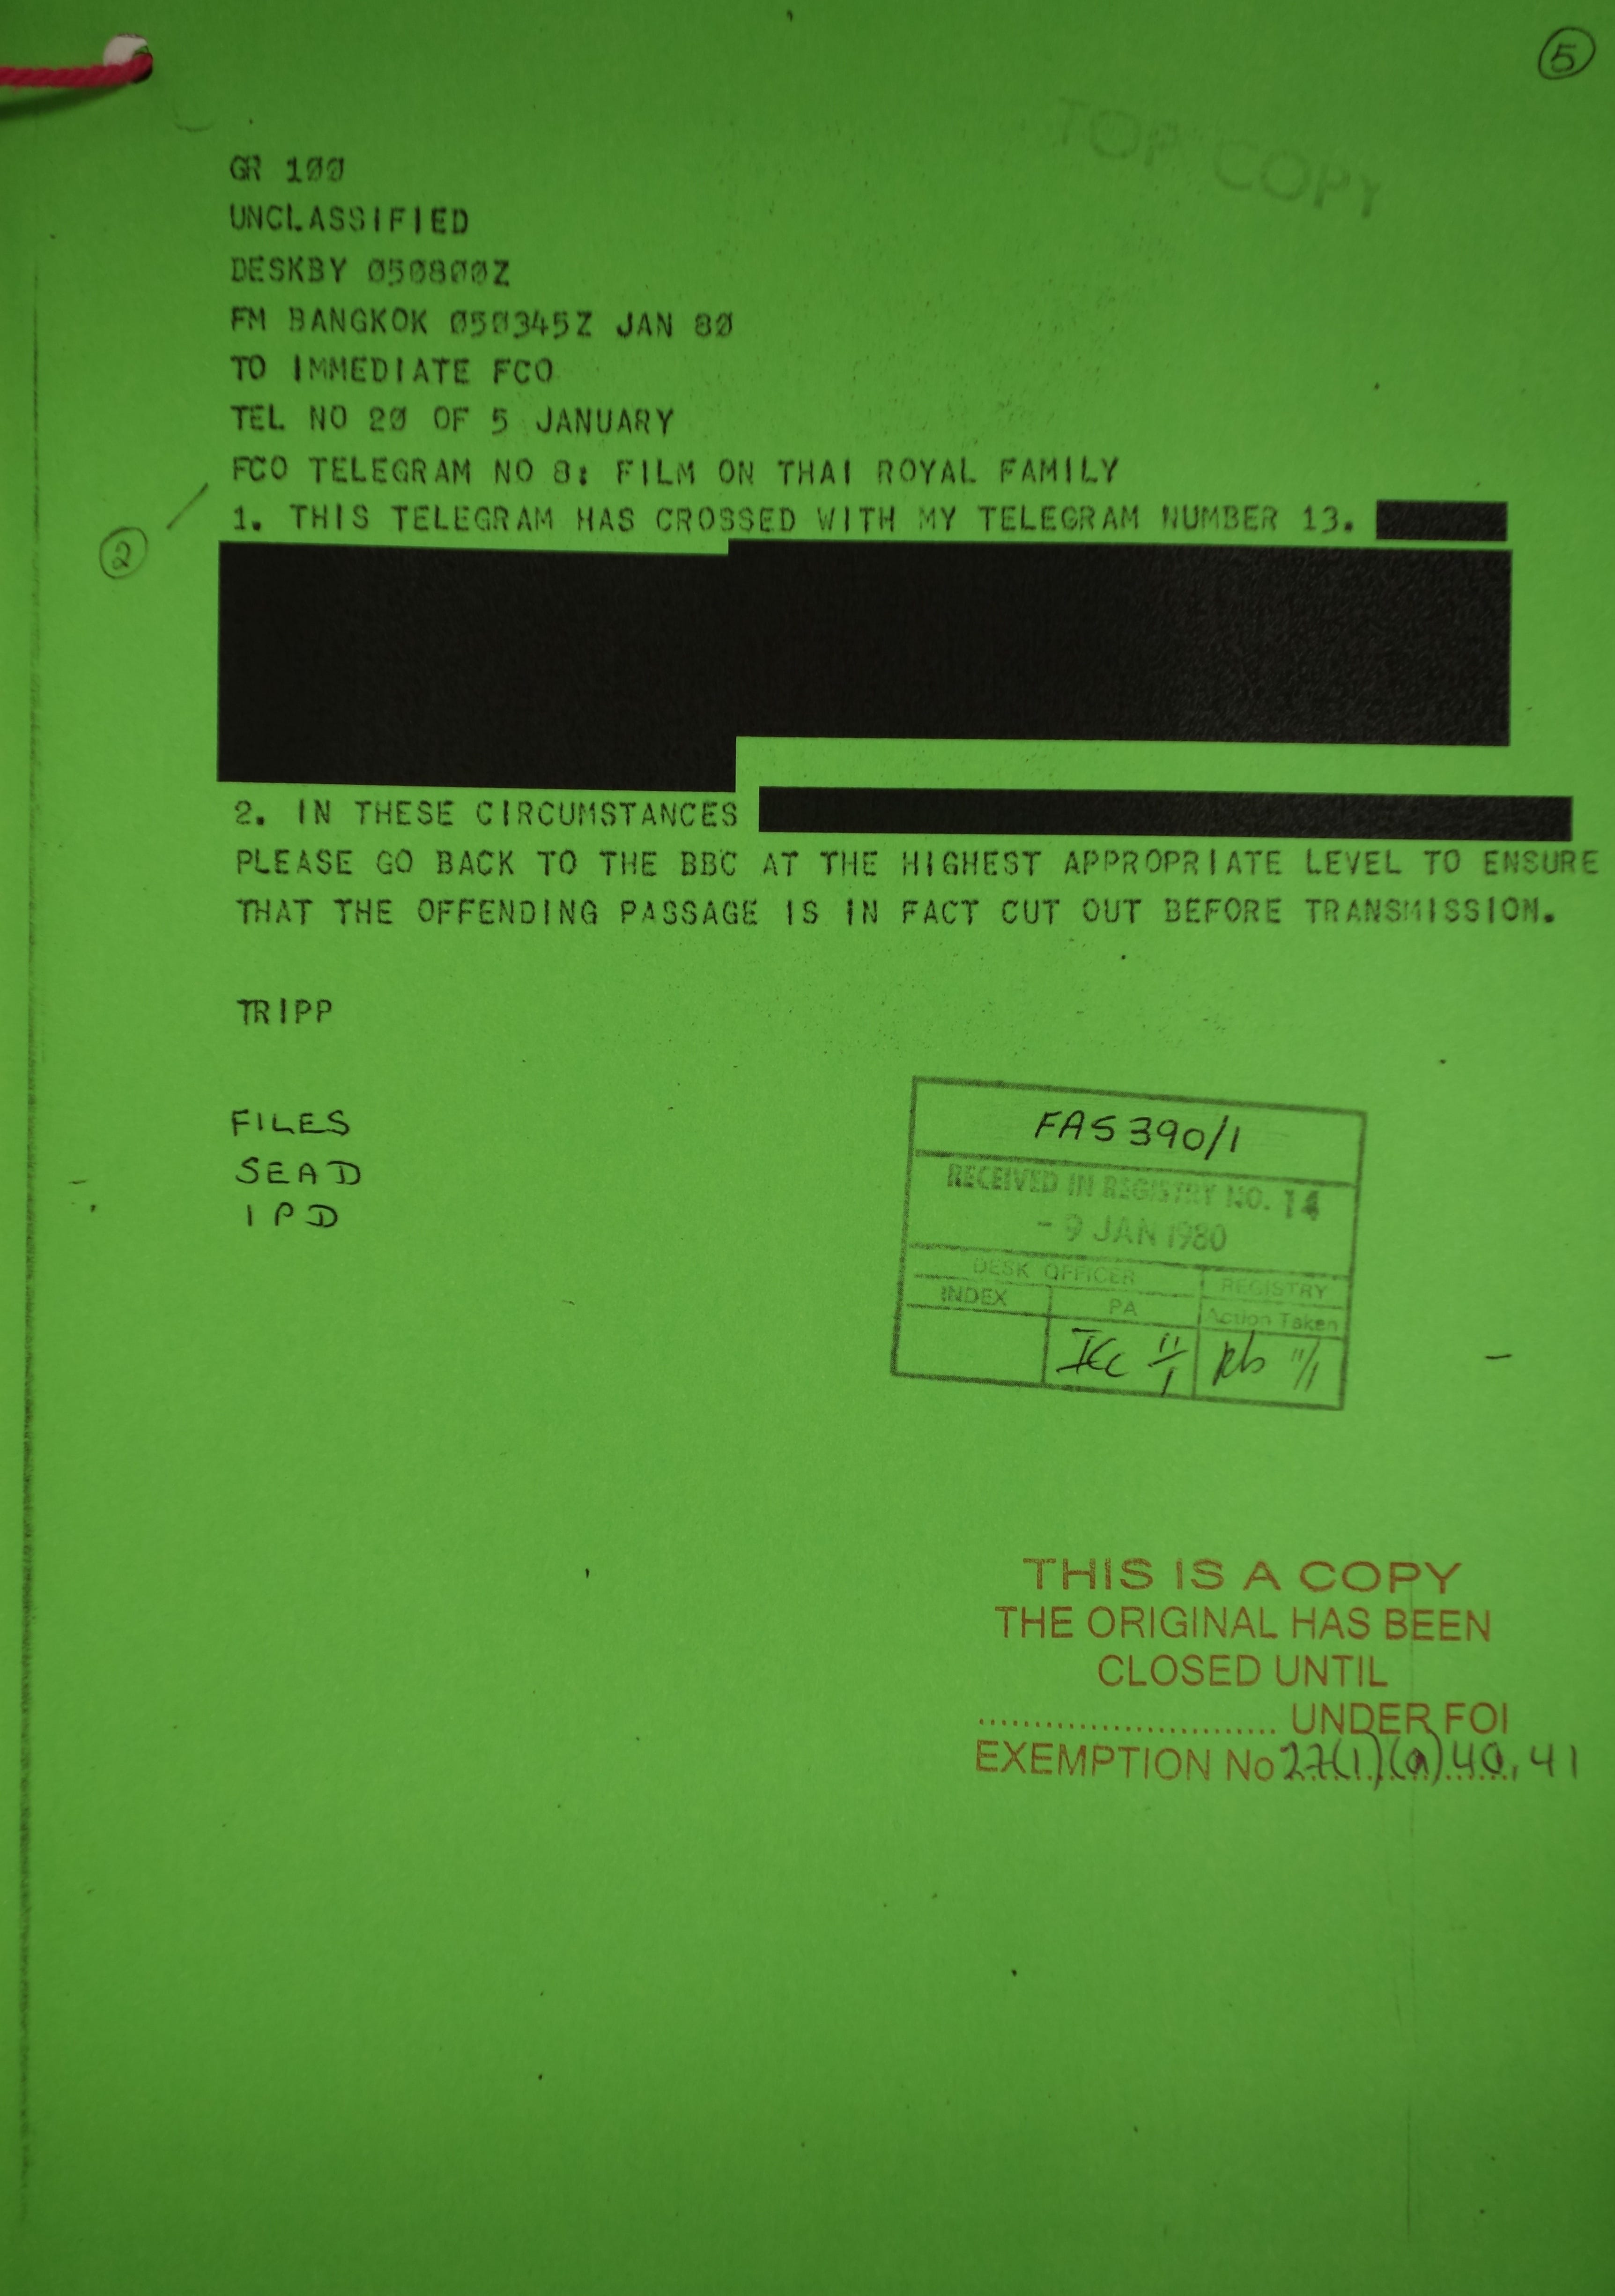 5
TOP COPY
GR 100
UNCLASSIFIED
DESKBY 050800Z
FM BANGKOK 050345Z JAN 80
TO IMMEDIATE FCO
TEL NO 20 OF 5 JANUARY
FCO TELEGRAM NO 8: FILM ON THAI ROYAL FAMILY
1. THIS TELEGRAM HAS CROSSED WITH MY TELEGRAM NUMBER 13.
2
2. IN THESE CIRCUMSTANCES
PLEASE GO BACK TO THE BBC AT THE HIGHEST APPROPRIATE LEVEL TO ENSURE
THAT THE OFFENDING PASSAGE IS IN FACT CUT OUT BEFORE TRANSMISSION.
TRIPP
FILES
SEAD
IPD
FAS 390/1
RECEIVED IN REGISTRY NO. 14
- 9 JAN 1980
DESK OFFICER REGISTRY
INDEX PA Action Taken
11/1 11/1
THIS IS A COPY
THE ORIGINAL HAS BEEN
CLOSED UNTIL
............................ UNDER FOI
EXEMPTION No 27(1)(a) 40, 41